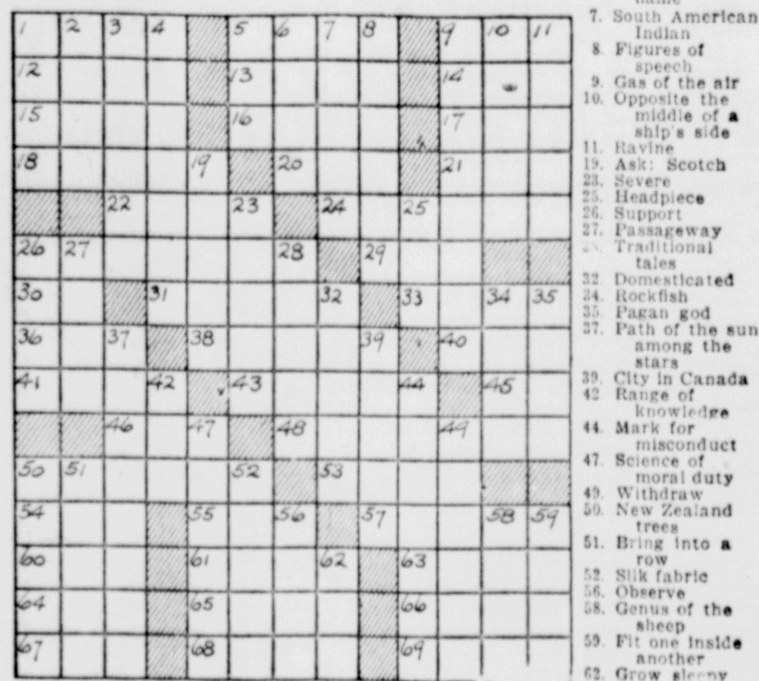 1 2 3 4 5 6 7 8 9 10 11
12 13 14
15 16 17
18 19 20 21
22 23 24 25
26 27 28 29
30 31 32 33 34 35
36 37 38 39 40
41 42 43 44 45
46 47 48 49
50 51 52 53
54 55 56 57 58 59
60 61 62 63
64 65 66
67 68 69
name
7. South American
Indian
8. Figures of
speech
9. Gas of the air
10. Opposite the
middle of a
ship's side
11. Ravine
19. Ask: Scotch
23. Severe
25. Headpiece
26. Support
27. Passageway
28. Traditional
tales
32. Domesticated
34. Rockfish
35. Pagan god
37. Path of the sun
among the
stars
39. City in Canada
42. Range of
knowledge
44. Mark for
misconduct
47. Science of
moral duty
49. Withdraw
50. New Zealand
trees
51. Bring into a
row
52. Silk fabric
56. Observe
58. Genus of the
sheep
59. Fit one inside
another
62. Grow sleepy